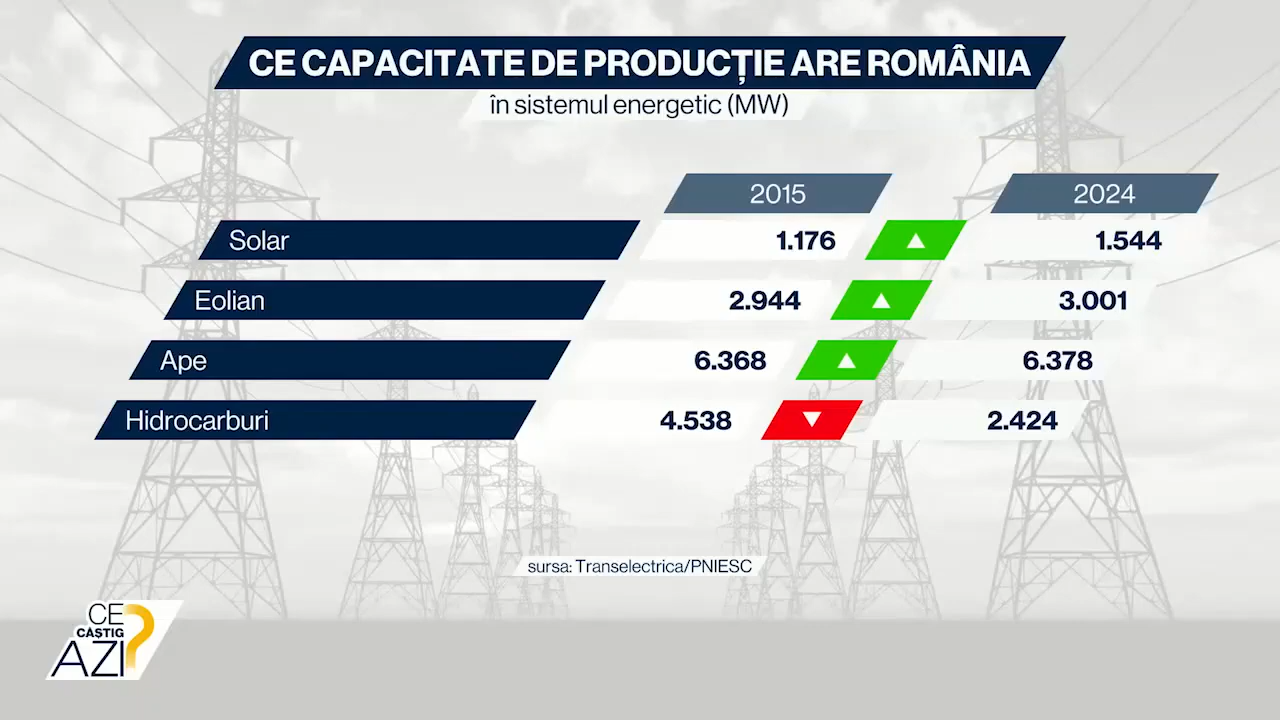 CE CAPACITATE DE PRODUCȚIE ARE ROMÂNIA
în sistemul energetic (MW)
2015 2024
Solar 1.176 1.544
Eolian 2.944 3.001
Ape 6.368 6.378
Hidrocarburi 4.538 2.424
sursa: Transelectrica/PNIESC
CE
CÂȘTIG
AZI?